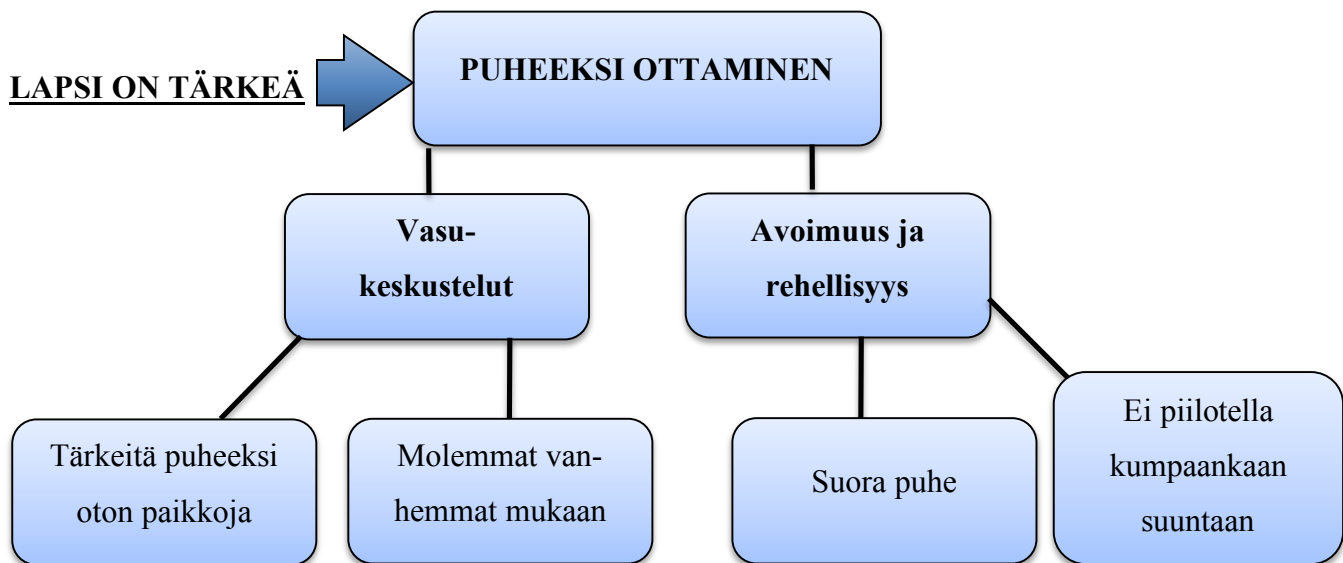 LAPSI ON TÄRKEÄ
PUHEEKSI OTTAMINEN
Vasu-
keskustelut
Avoimuus ja
rehellisyys
Tärkeitä puheeksi
oton paikkoja
Molemmat van-
hemmat mukaan
Suora puhe
Ei piilotella
kumpaankaan
suuntaan